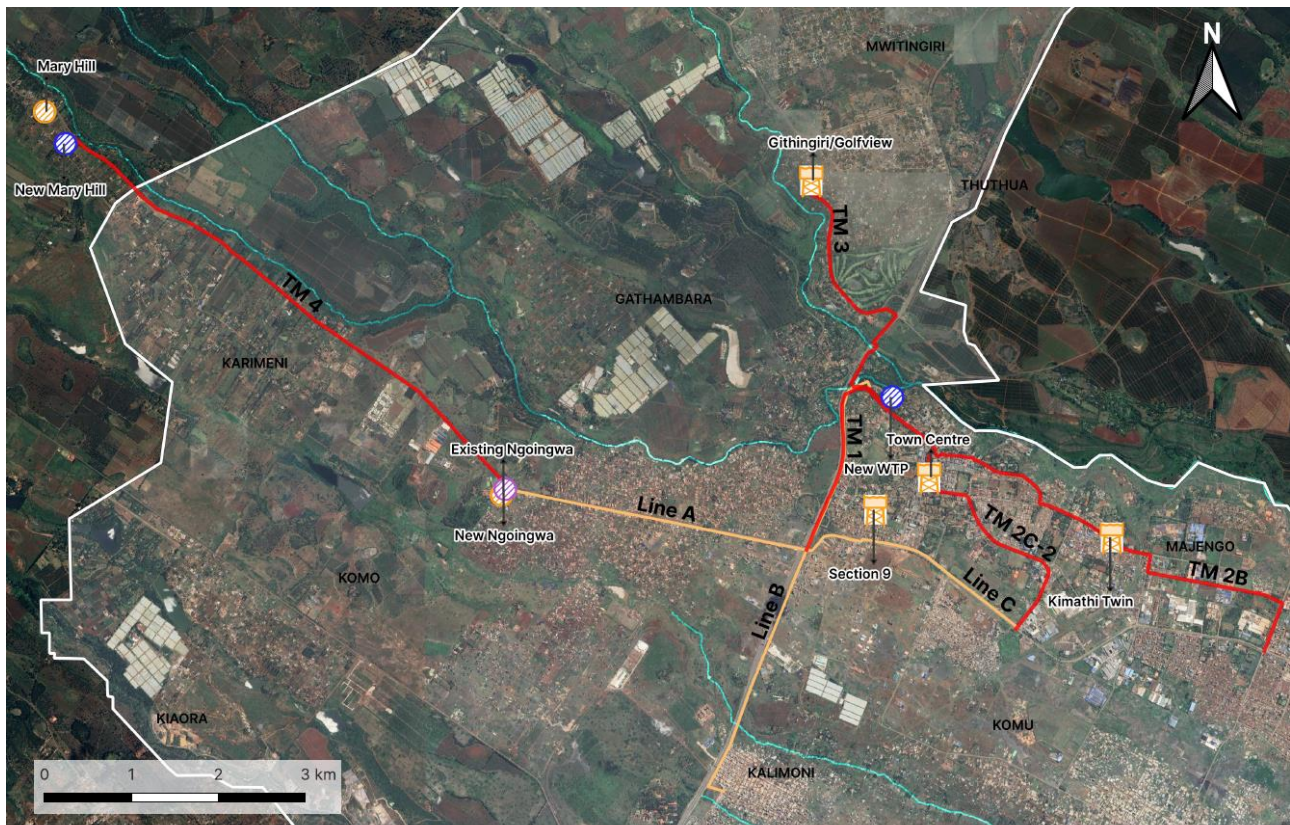 MWITINGIRI
N
Mary Hill
Githingiri/Golfview
THUTHUA
New Mary Hill
TM 3
TM 4
GATHAMBARA
KARIMENI
TM 1
Town Centre
Existing Ngoingwa
New WTP
Line A
New Ngoingwa
TM 2C-2
MAJENGO
Section 9
TM 2B
KOMO
Line C
Kimathi Twin
Line B
KIAORA
KOMU
KALIMONI
0 1 2 3 km